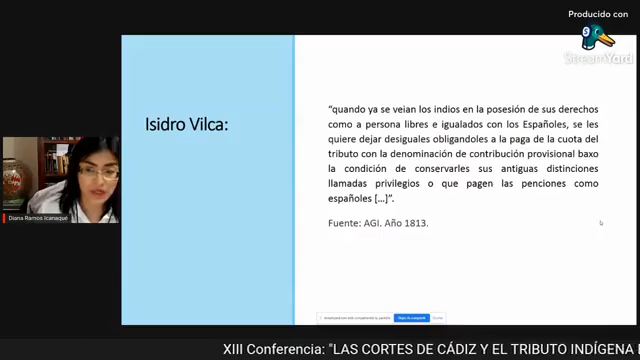 Producido con
StreamYard
Isidro Vilca:
“quando ya se veian los indios en la posesión de sus derechos
como a persona libres e igualados con los Españoles, se les
quiere dejar desiguales obligandoles a la paga de la cuota del
tributo con la denominación de contribución provisional baxo
la condición de conservarles sus antiguas distinciones
llamadas privilegios o que pagen las penciones como
españoles […]”.
Fuente: AGI. Año 1813.
Diana Ramos Icanaqué
XIII Conferencia: "LAS CORTES DE CÁDIZ Y EL TRIBUTO INDÍGENA